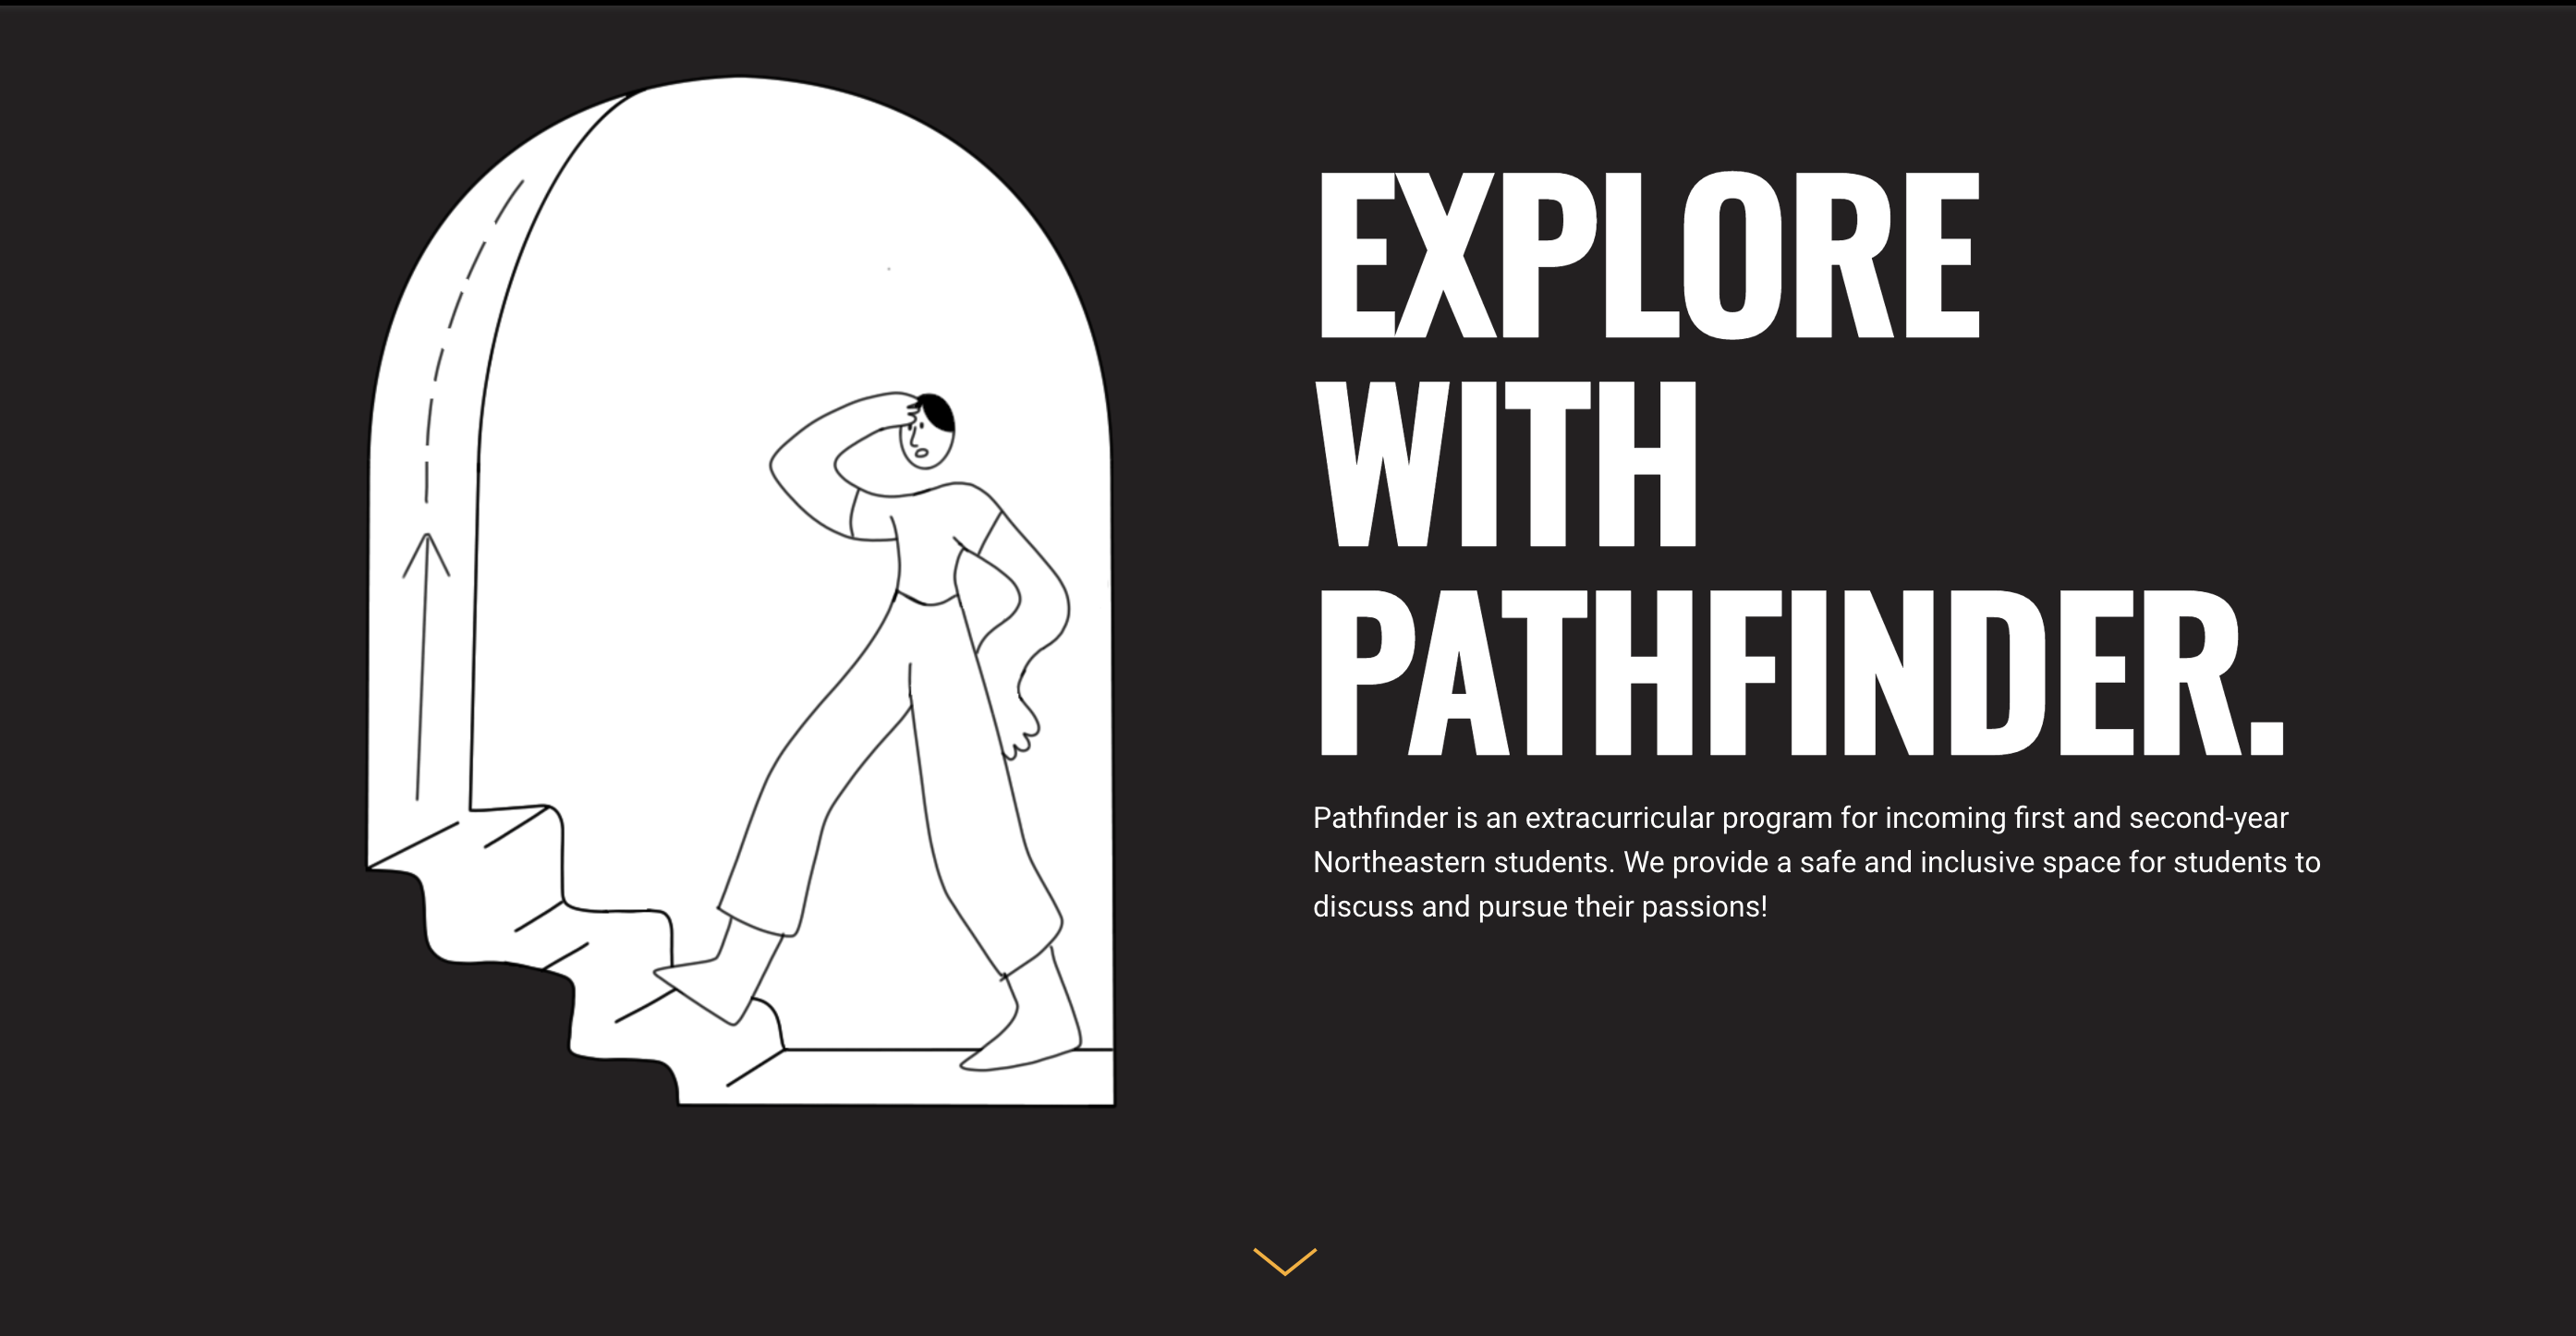 EXPLORE
WITH
PATHFINDER.
Pathfinder is an extracurricular program for incoming first and second-year
Northeastern students. We provide a safe and inclusive space for students to
discuss and pursue their passions!